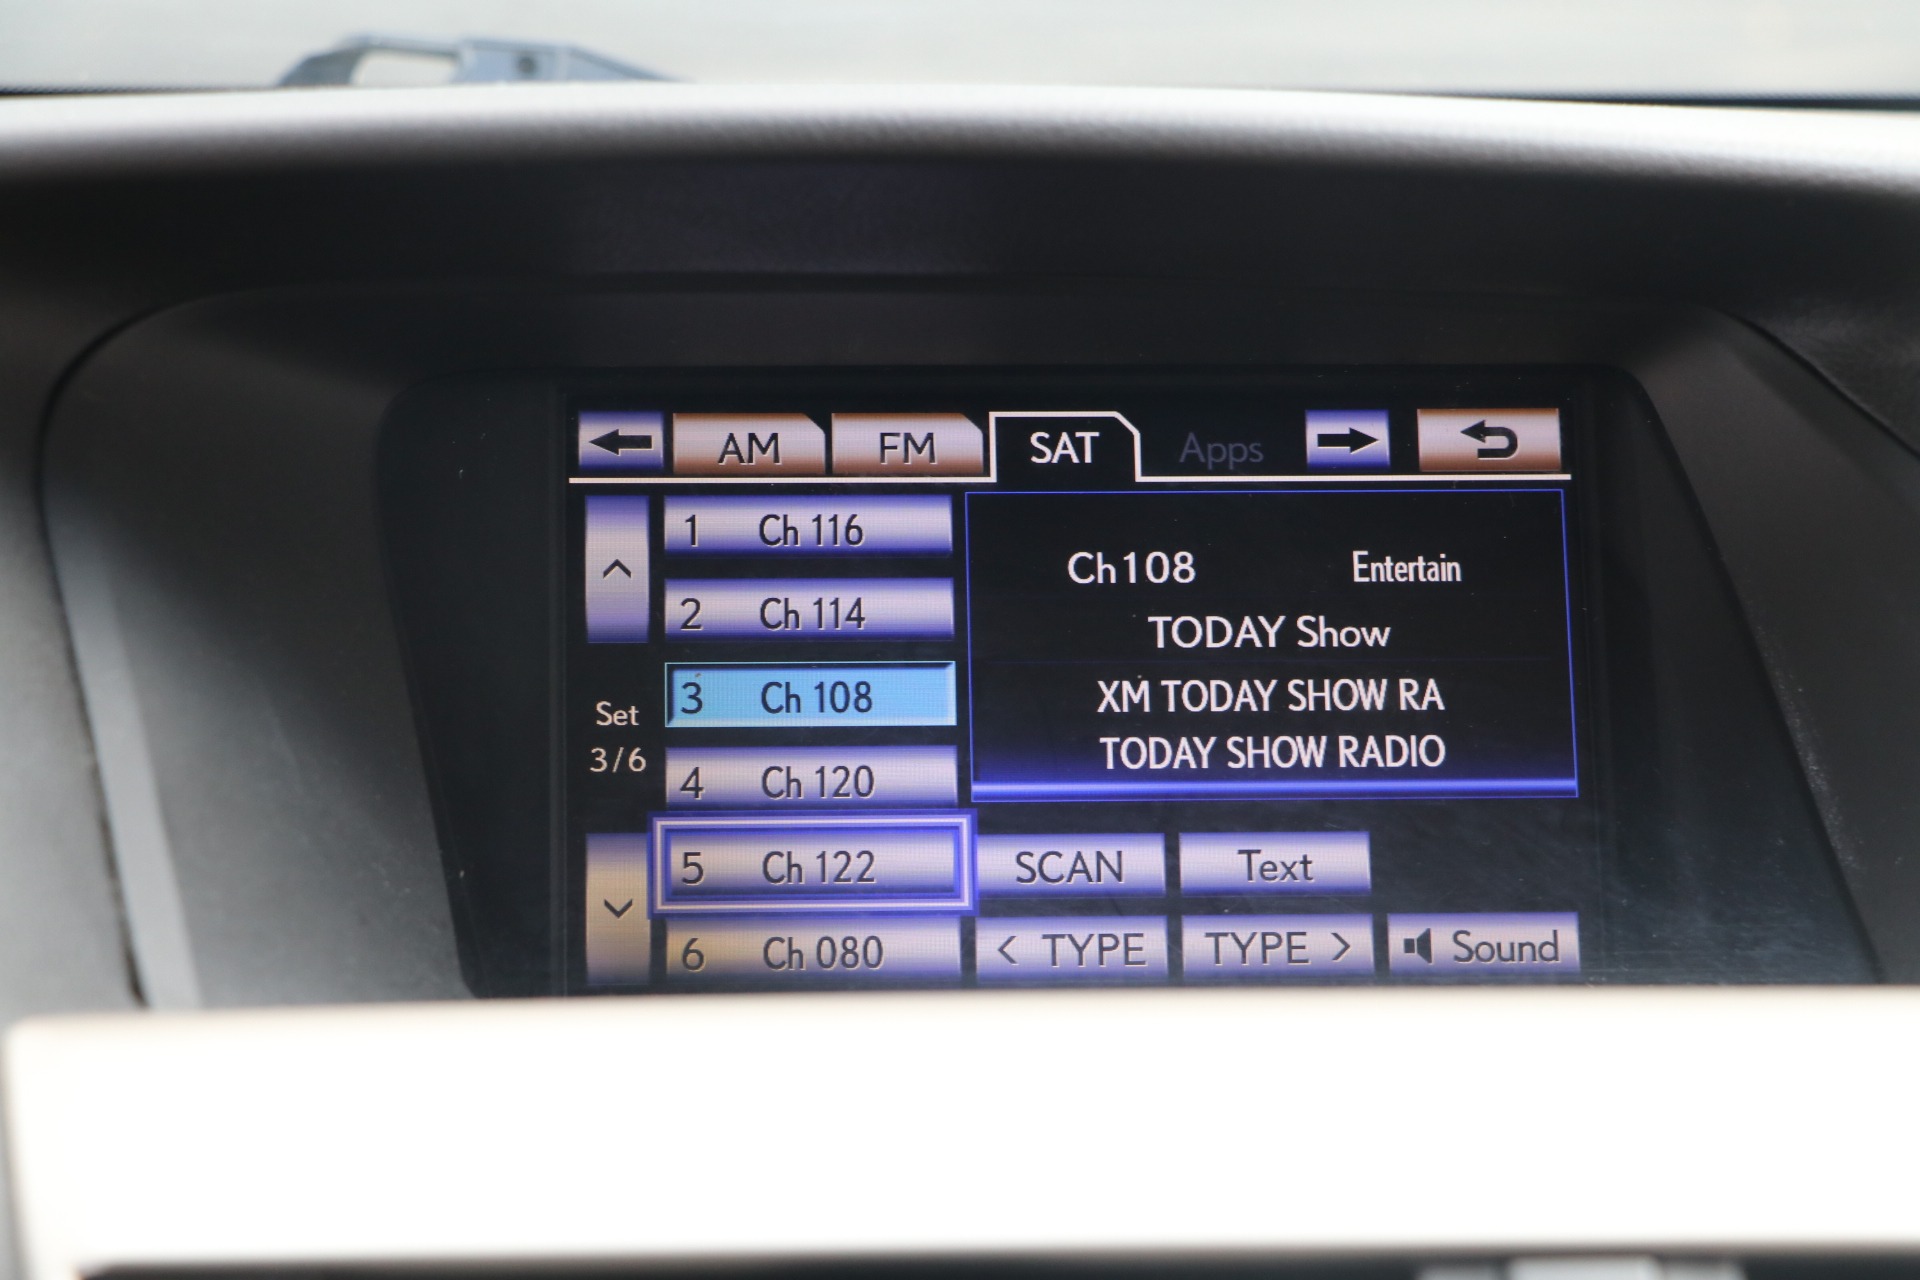 AM FM SAT Apps
1 Ch 116
2 Ch 114
3 Ch 108
4 Ch 120
5 Ch 122
6 Ch 080
Set
3/6
Ch108 Entertain
TODAY Show
XM TODAY SHOW RA
TODAY SHOW RADIO
SCAN Text
< TYPE TYPE > Sound